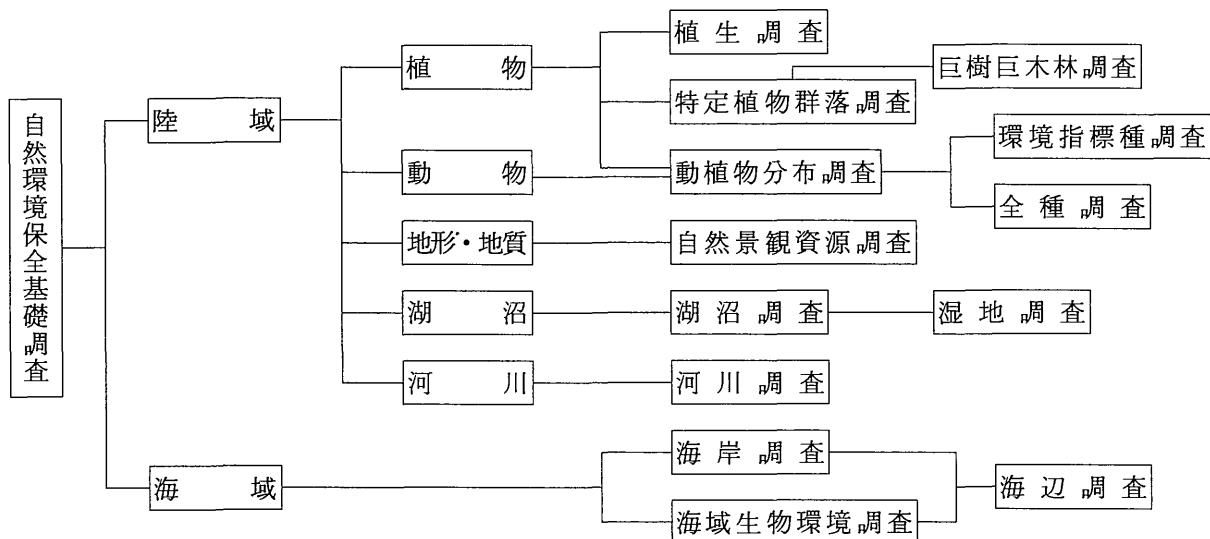 自然環境保全基礎調査
陸域
海域
植物
動物
地形・地質
湖沼
河川
植生調査
特定植物群落調査
動植物分布調査
自然景観資源調査
湖沼調査
河川調査
海岸調査
海域生物環境調査
巨樹巨木林調査
環境指標種調査
全種調査
湿地調査
海辺調査